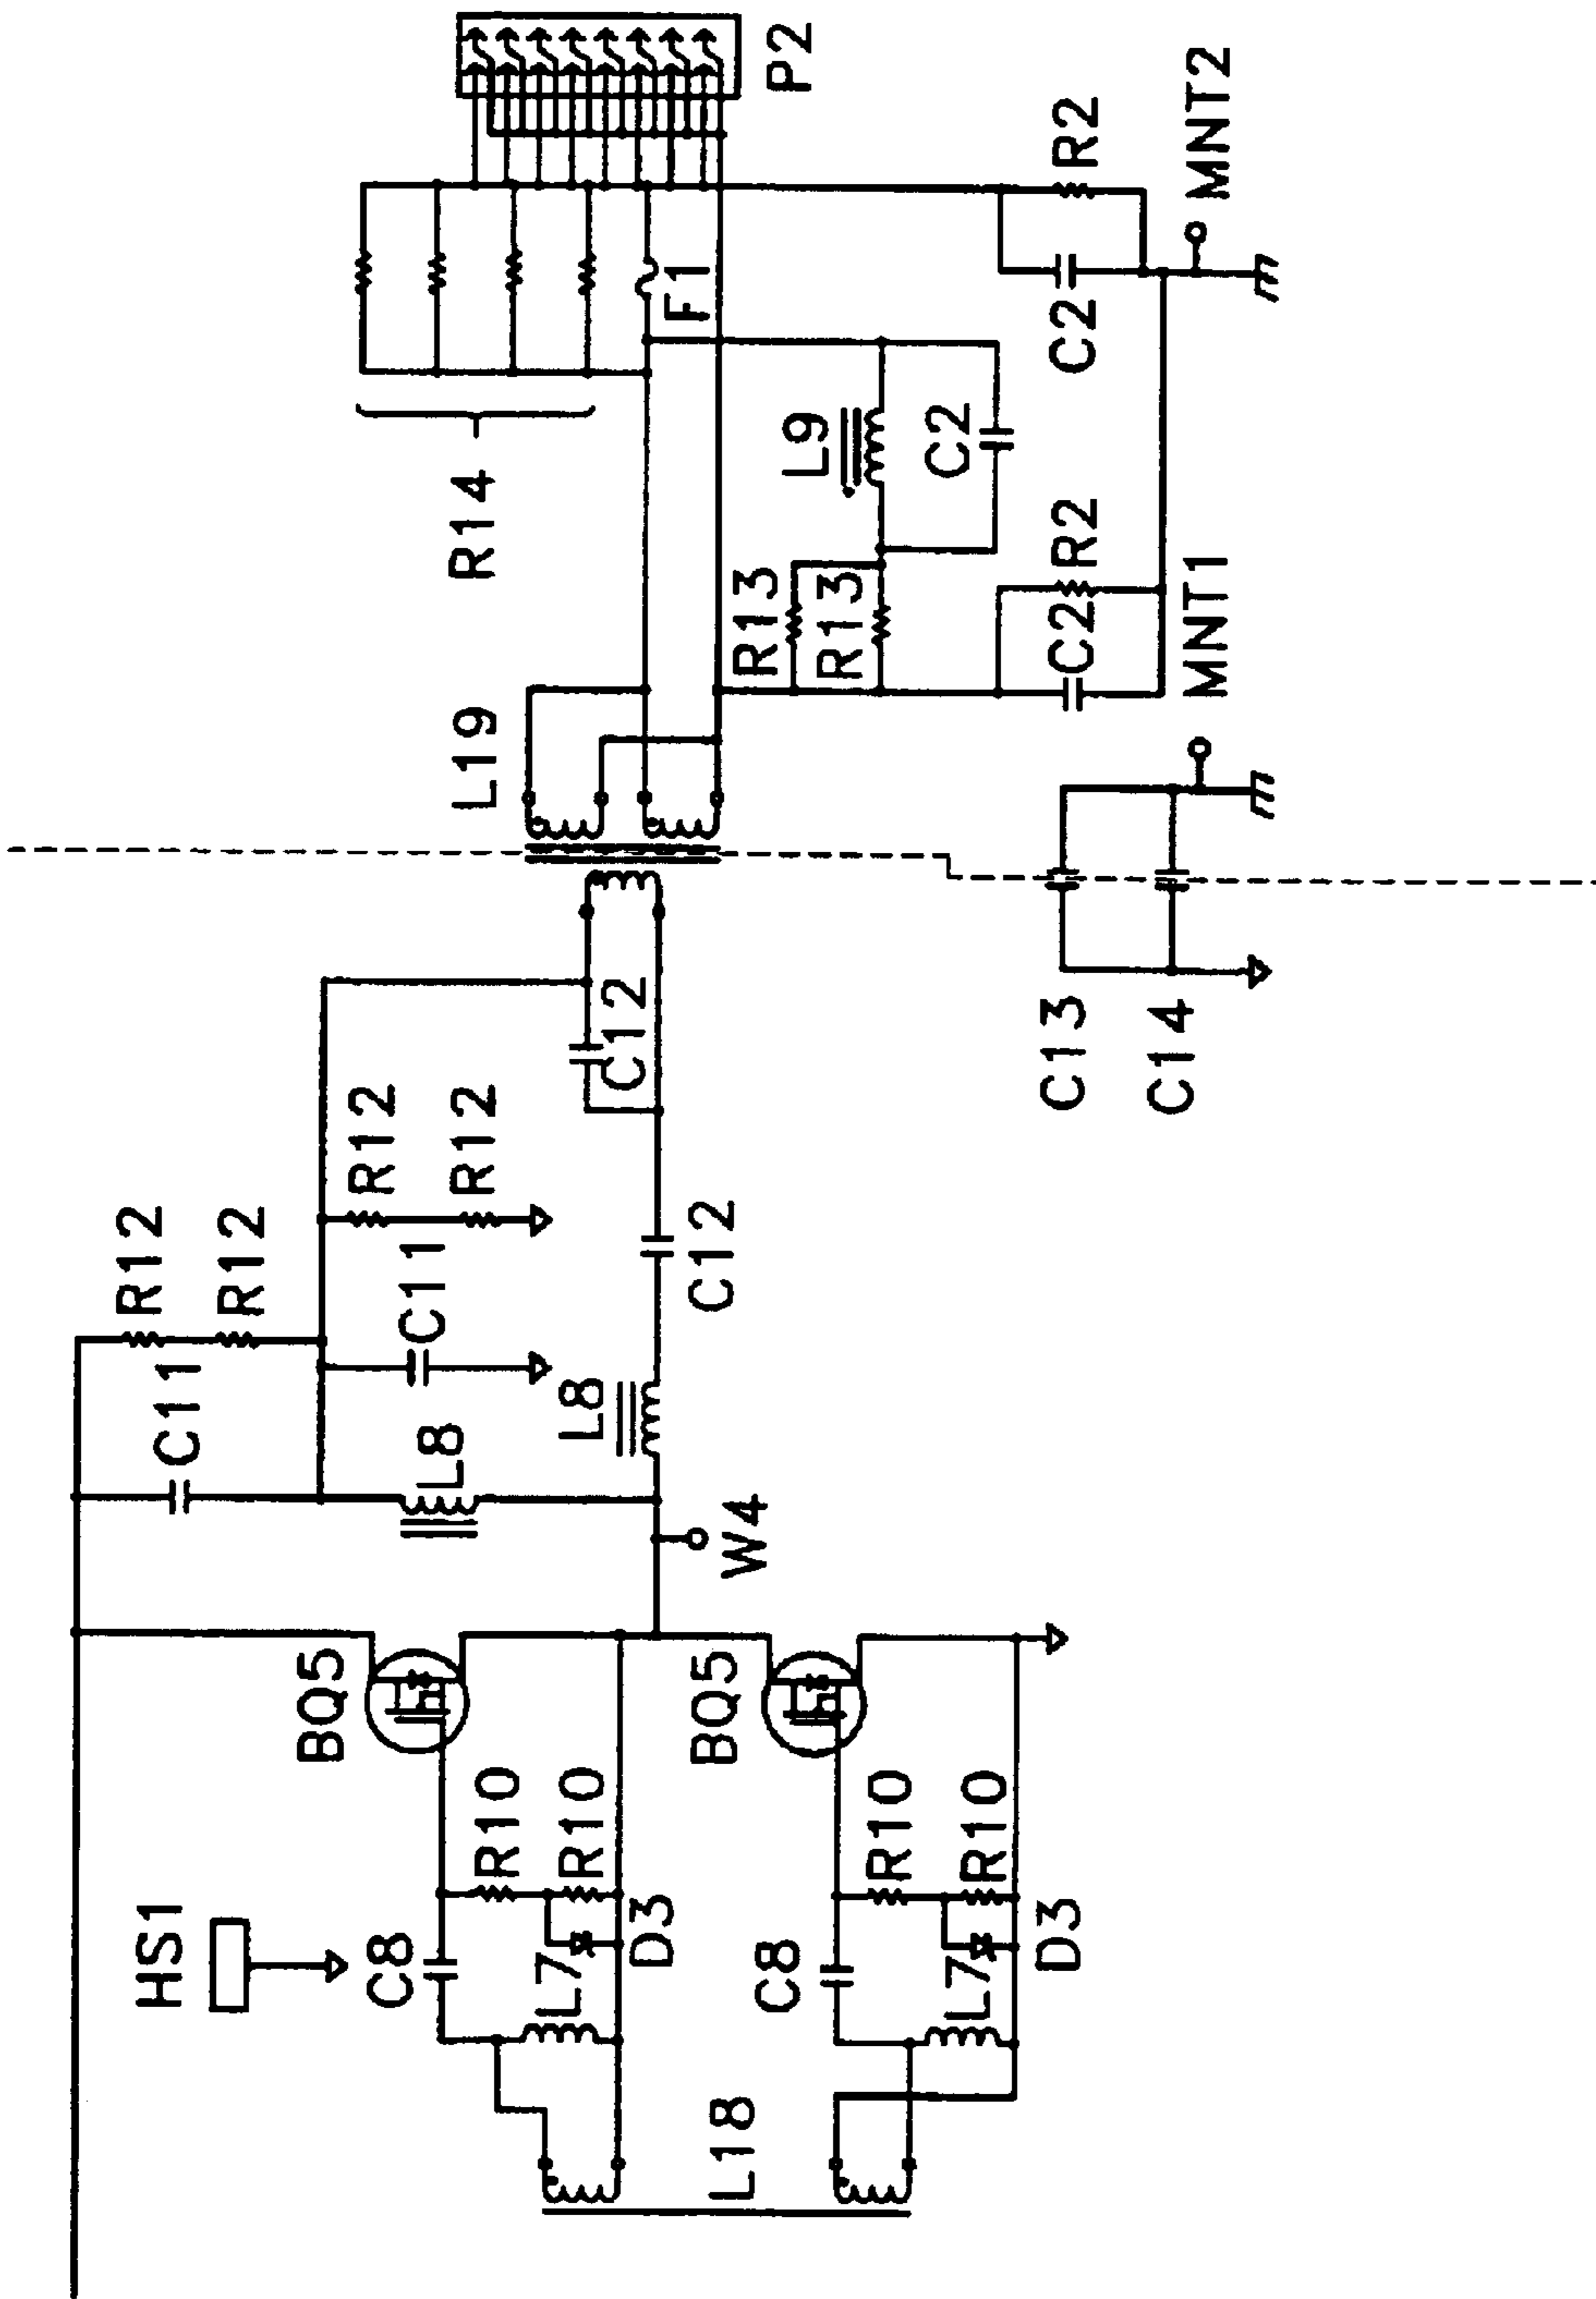 HS1
C8
R10
R10
L7
D3
BQ5
L18
C8
R10
R10
L7
D3
BQ5
W4
C11
R12
R12
L8
C11
R12
R12
L8
C12
C12
C13
C14
L19
R14
F1
R13
R13
L9
C2
C2
R2
MNT1
C2
R2
MNT2
P2